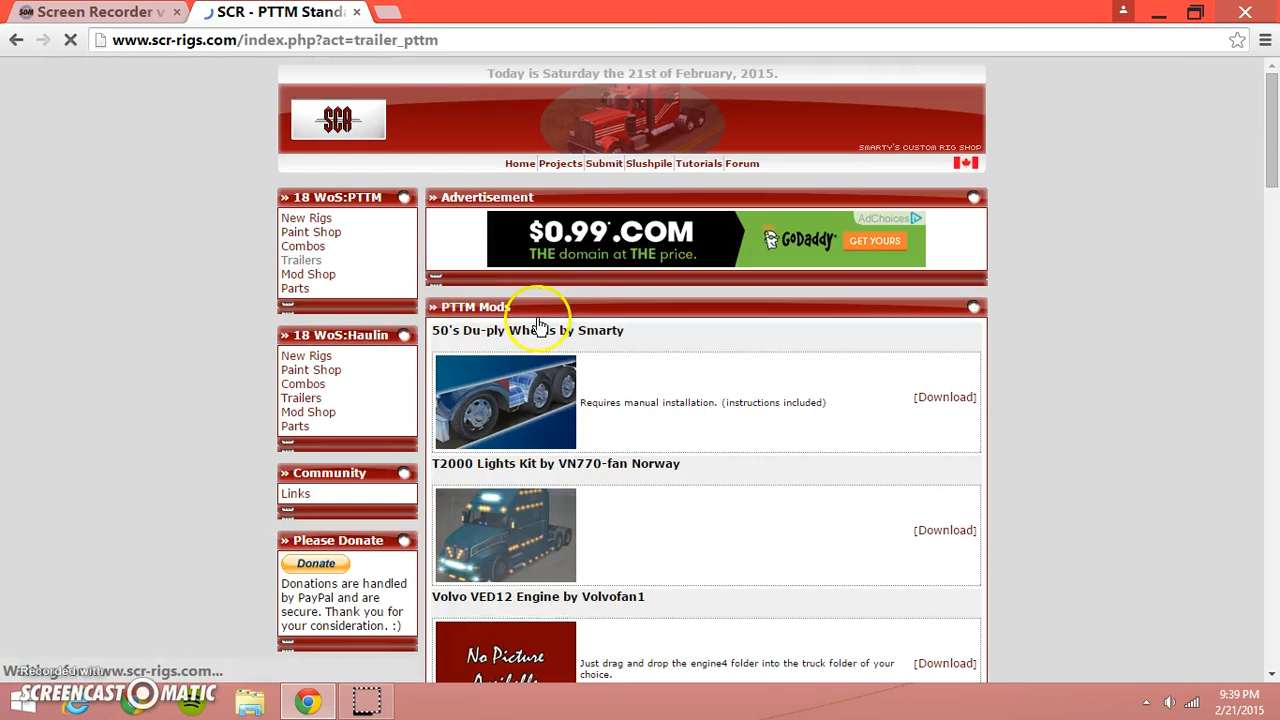 Screen Recorder v
SCR - PTTM Stand
www.scr-rigs.com/index.php?act=trailer_pttm
Today is Saturday the 21st of February, 2015.
SCR
SMARTY'S CUSTOM RIG SHOP
Home Projects Submit Slushpile Tutorials Forum
» 18 WoS:PTTM
New Rigs
Paint Shop
Combos
Trailers
Mod Shop
Parts
» 18 WoS:Haulin
New Rigs
Paint Shop
Combos
Trailers
Mod Shop
Parts
» Community
Links
» Please Donate
Donate
Donations are handled
by PayPal and are
secure. Thank you for
your consideration. :)
» Advertisement
$0.99*.COM
THE domain at THE price.
AdChoices
GoDaddy
GET YOURS
» PTTM Mods
50's Du-ply Wheels by Smarty
Requires manual installation. (instructions included)
[Download]
T2000 Lights Kit by VN770-fan Norway
[Download]
Volvo VED12 Engine by Volvofan1
No Picture
Available
Just drag and drop the engine4 folder into the truck folder of your
choice.
[Download]
www.scr-rigs.com...
Recorded with
SCREENCAST-O-MATIC
9:39 PM
2/21/2015